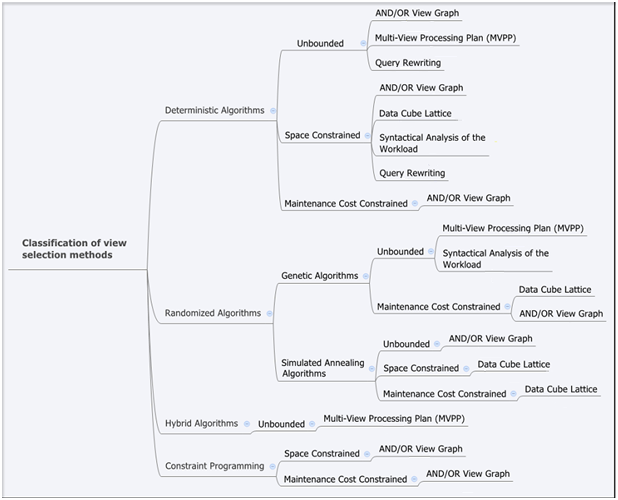 AND/OR View Graph
Unbounded
Multi-View Processing Plan (MVPP)
Query Rewriting
AND/OR View Graph
Deterministic Algorithms
Data Cube Lattice
Space Constrained
Syntactical Analysis of the
Workload
Query Rewriting
Maintenance Cost Constrained
AND/OR View Graph
Classification of view
selection methods
Multi-View Processing Plan (MVPP)
Unbounded
Syntactical Analysis of the
Workload
Genetic Algorithms
Data Cube Lattice
Maintenance Cost Constrained
AND/OR View Graph
Randomized Algorithms
AND/OR View Graph
Unbounded
Simulated Annealing
Algorithms
Space Constrained
Data Cube Lattice
Maintenance Cost Constrained
Data Cube Lattice
Hybrid Algorithms
Unbounded
Multi-View Processing Plan (MVPP)
Constraint Programming
Space Constrained
AND/OR View Graph
Maintenance Cost Constrained
AND/OR View Graph